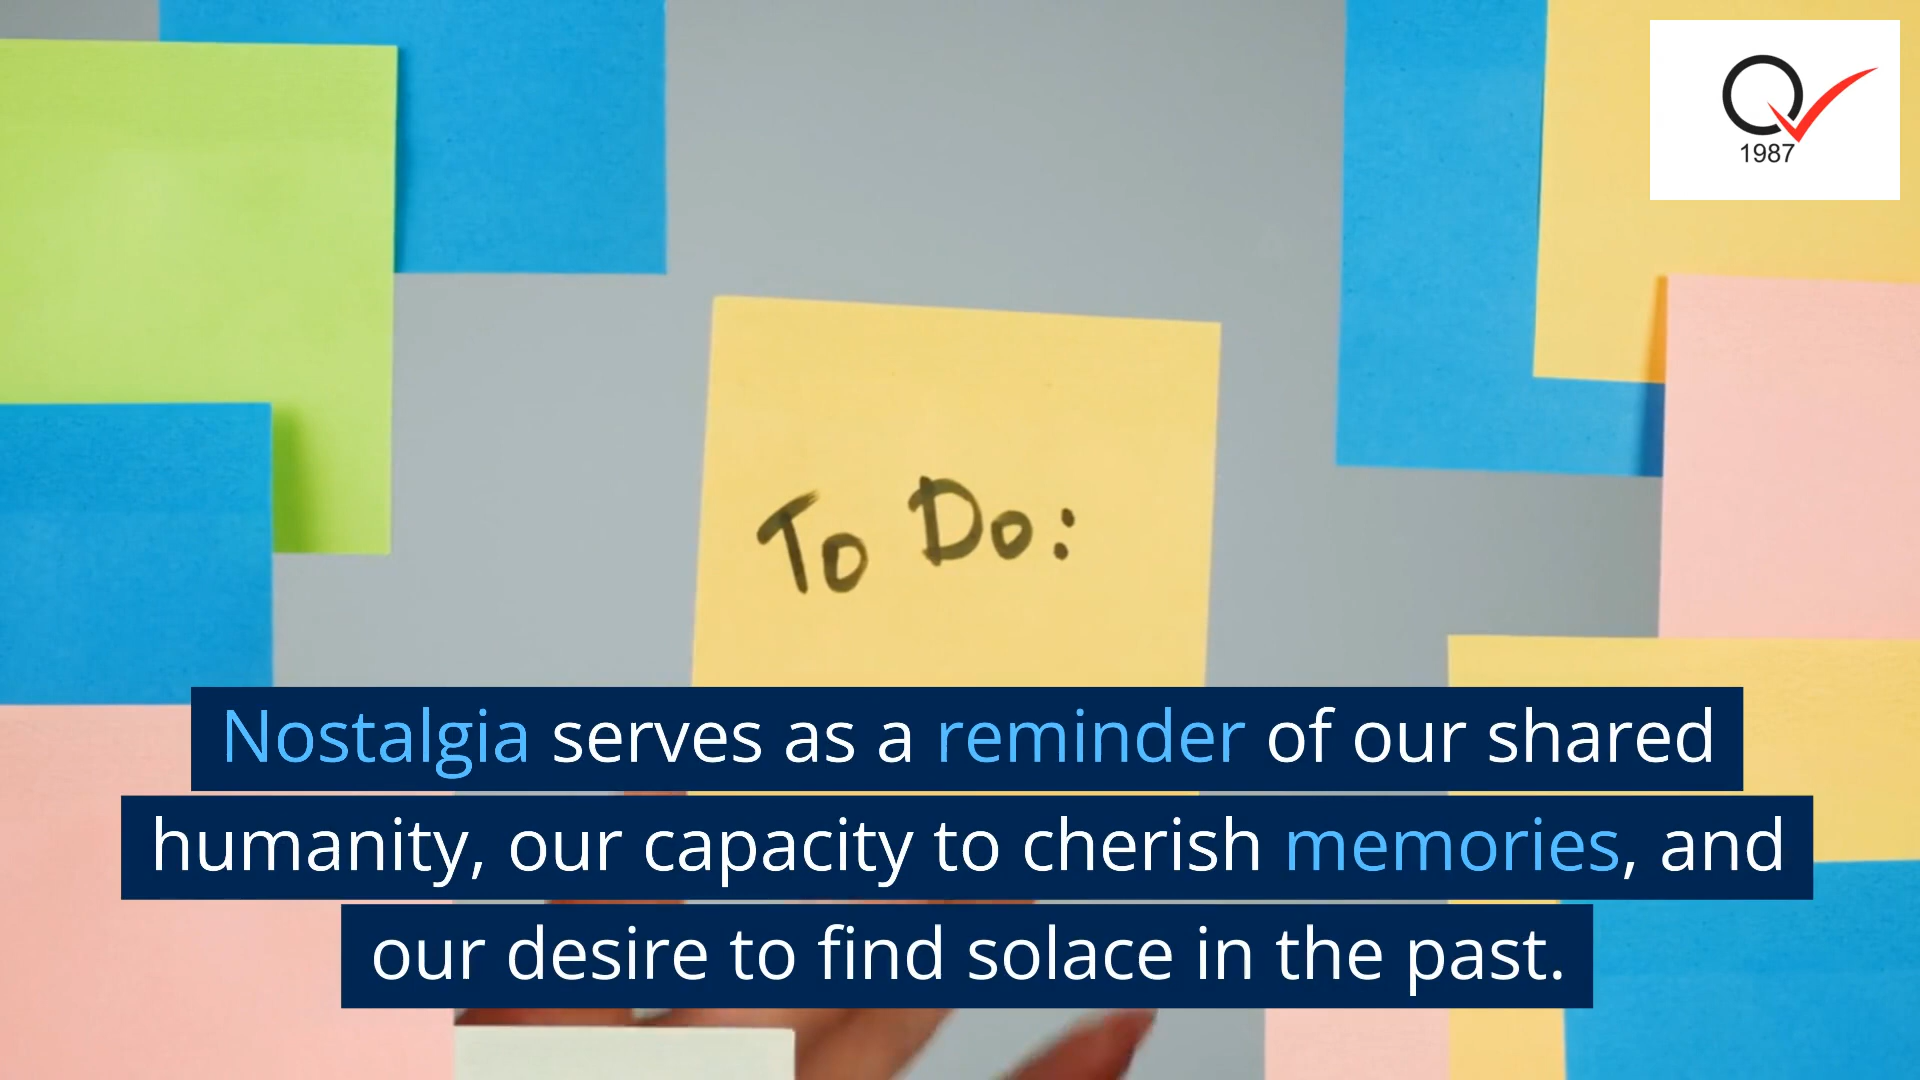 1987
To Do:
Nostalgia serves as a reminder of our shared
humanity, our capacity to cherish memories, and
our desire to find solace in the past.